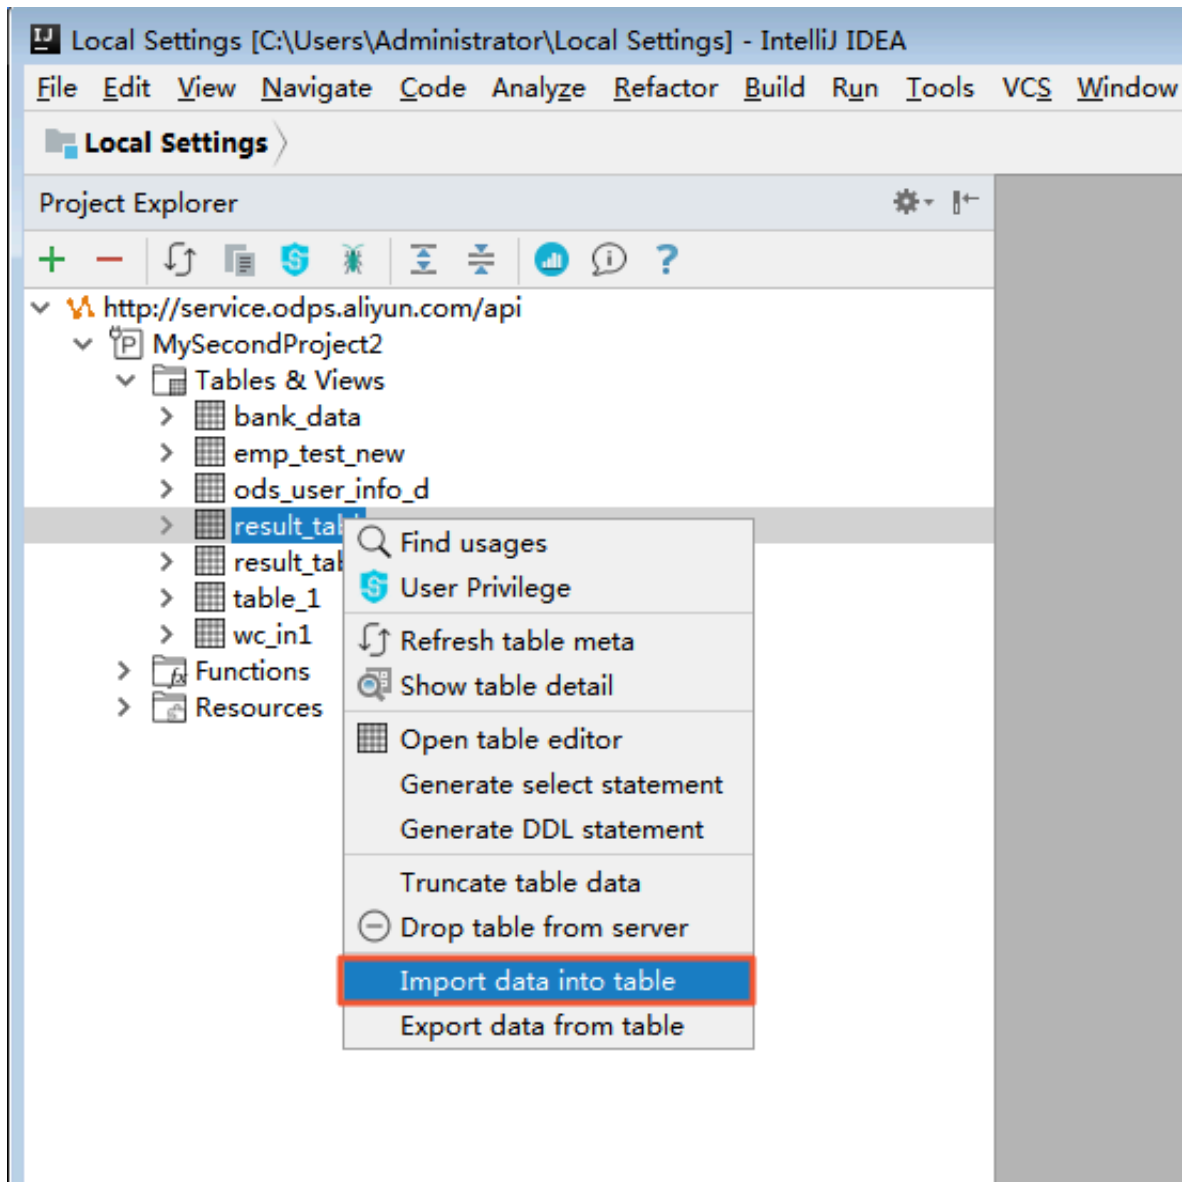 IJ Local Settings [C:\Users\Administrator\Local Settings] - IntelliJ IDEA
File Edit View Navigate Code Analyze Refactor Build Run Tools VCS Window
Local Settings
Project Explorer
http://service.odps.aliyun.com/api
P MySecondProject2
Tables & Views
bank_data
emp_test_new
ods_user_info_d
Find usages
User Privilege
table_1
wc_in1
Refresh table meta
fx Functions
Show table detail
Resources
Open table editor
Generate select statement
Generate DDL statement
Truncate table data
Drop table from server
Import data into table
Export data from table